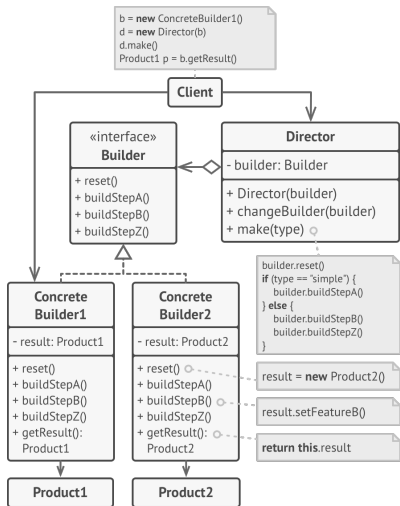 b = new ConcreteBuilder1()
d = new Director(b)
d.make()
Product1 p = b.getResult()
Client
«interface»
Builder
+ reset()
+ buildStepA()
+ buildStepB()
+ buildStepZ()
Director
- builder: Builder
+ Director(builder)
+ changeBuilder(builder)
+ make(type)
builder.reset()
if (type == "simple") {
builder.buildStepA()
} else {
builder.buildStepB()
builder.buildStepZ()
}
Concrete
Builder1
- result: Product1
+ reset()
+ buildStepA()
+ buildStepB()
+ buildStepZ()
+ getResult():
Product1
Concrete
Builder2
- result: Product2
+ reset()
+ buildStepA()
+ buildStepB()
+ buildStepZ()
+ getResult():
Product2
result = new Product2()
result.setFeatureB()
return this.result
Product1
Product2